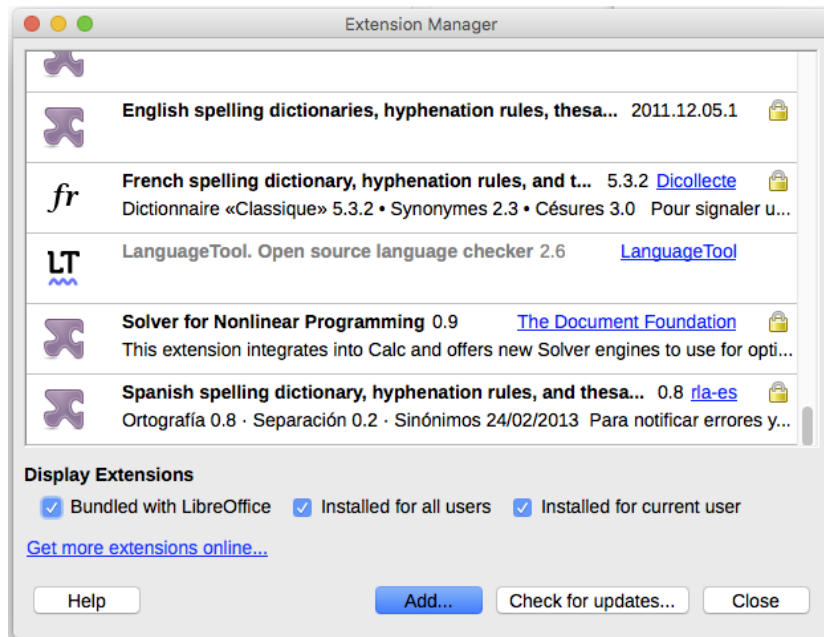 Extension Manager
English spelling dictionaries, hyphenation rules, thesa... 2011.12.05.1
fr
French spelling dictionary, hyphenation rules, and t... 5.3.2 Dicollecte
Dictionnaire «Classique» 5.3.2 • Synonymes 2.3 • Césures 3.0 Pour signaler u...
LT
LanguageTool. Open source language checker 2.6 LanguageTool
Solver for Nonlinear Programming 0.9 The Document Foundation
This extension integrates into Calc and offers new Solver engines to use for opti...
Spanish spelling dictionary, hyphenation rules, and thesa... 0.8 rla-es
Ortografía 0.8 · Separación 0.2 · Sinónimos 24/02/2013 Para notificar errores y...
Display Extensions
Bundled with LibreOffice Installed for all users Installed for current user
Get more extensions online...
Help Add... Check for updates... Close